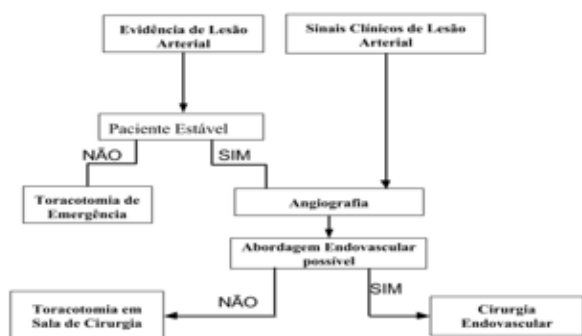 Evidência de Lesão
Arterial
Sinais Clínicos de Lesão
Arterial
Paciente Estável
NÃO
SIM
Toracotomia de
Emergência
Angiografia
Abordagem Endovascular
possível
NÃO
SIM
Toracotomia em
Sala de Cirurgia
Cirurgia
Endovascular